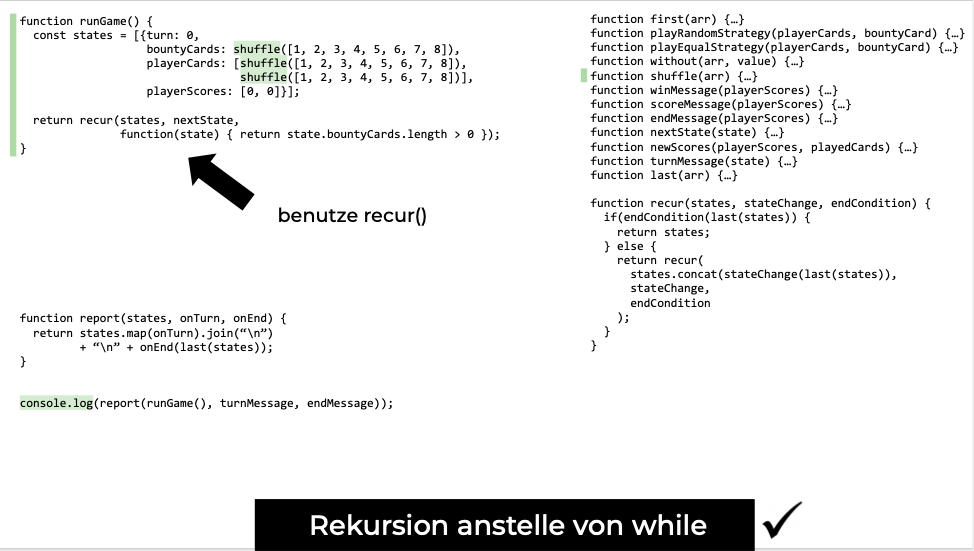 function runGame() {
  const states = [{turn: 0,
                   bountyCards: shuffle([1, 2, 3, 4, 5, 6, 7, 8]),
                   playerCards: [shuffle([1, 2, 3, 4, 5, 6, 7, 8]),
                                 shuffle([1, 2, 3, 4, 5, 6, 7, 8])],
                   playerScores: [0, 0]}];
  return recur(states, nextState,
               function(state) { return state.bountyCards.length > 0 });
}
benutze recur()
function report(states, onTurn, onEnd) {
  return states.map(onTurn).join(“\n”)
         + “\n” + onEnd(last(states));
}
console.log(report(runGame(), turnMessage, endMessage));
function first(arr) {…}
function playRandomStrategy(playerCards, bountyCard) {…}
function playEqualStrategy(playerCards, bountyCard) {…}
function without(arr, value) {…}
function shuffle(arr) {…}
function winMessage(playerScores) {…}
function scoreMessage(playerScores) {…}
function endMessage(playerScores) {…}
function nextState(state) {…}
function newScores(playerScores, playedCards) {…}
function turnMessage(state) {…}
function last(arr) {…}
function recur(states, stateChange, endCondition) {
  if(endCondition(last(states)) {
    return states;
  } else {
    return recur(
      states.concat(stateChange(last(states)),
      stateChange,
      endCondition
    );
  }
}
Rekursion anstelle von while